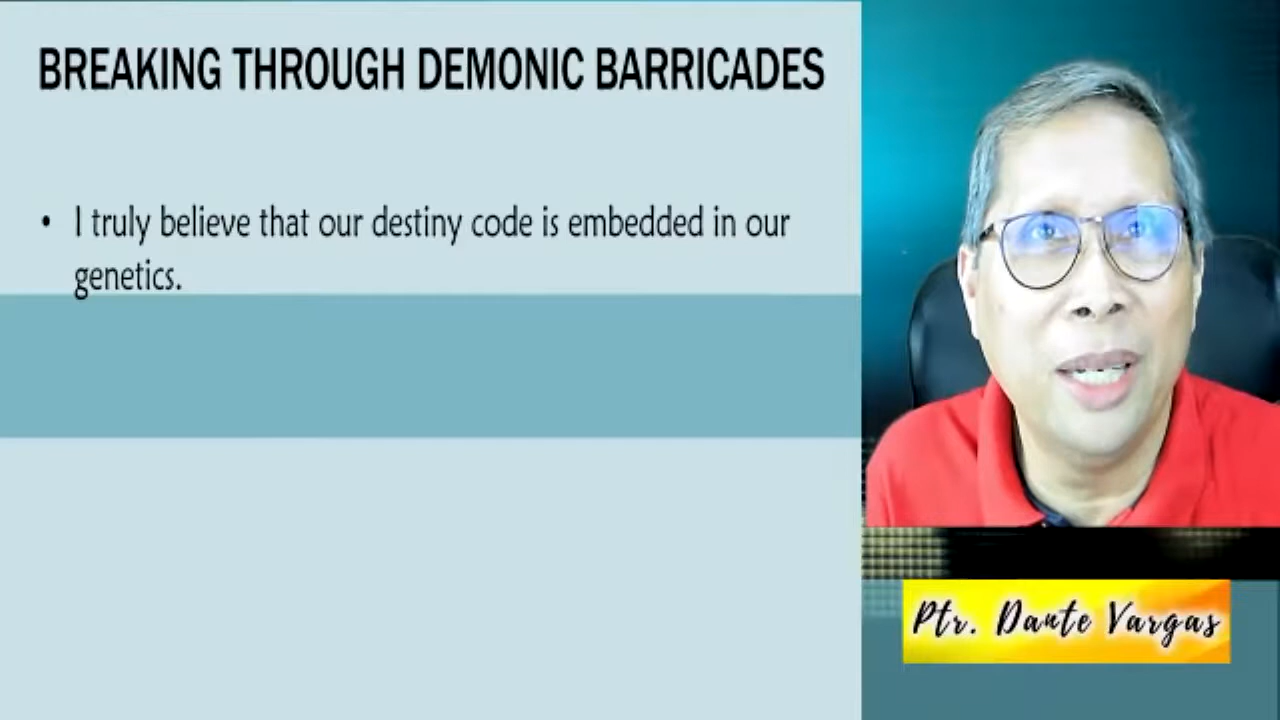 BREAKING THROUGH DEMONIC BARRICADES
• I truly believe that our destiny code is embedded in our
genetics.
Ptr. Dante Vargas